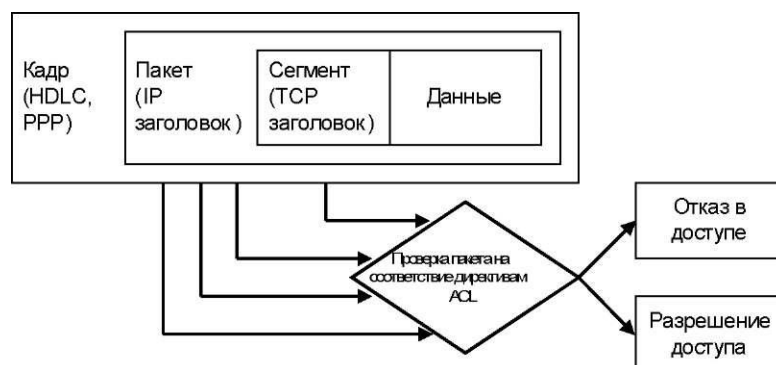 Кадр
(HDLC,
PPP)
Пакет
(IP
заголовок )
Сегмент
(TCP
заголовок)
Данные
Проверка пакета на
соответствие директивам
ACL
Отказ в
доступе
Разрешение
доступа